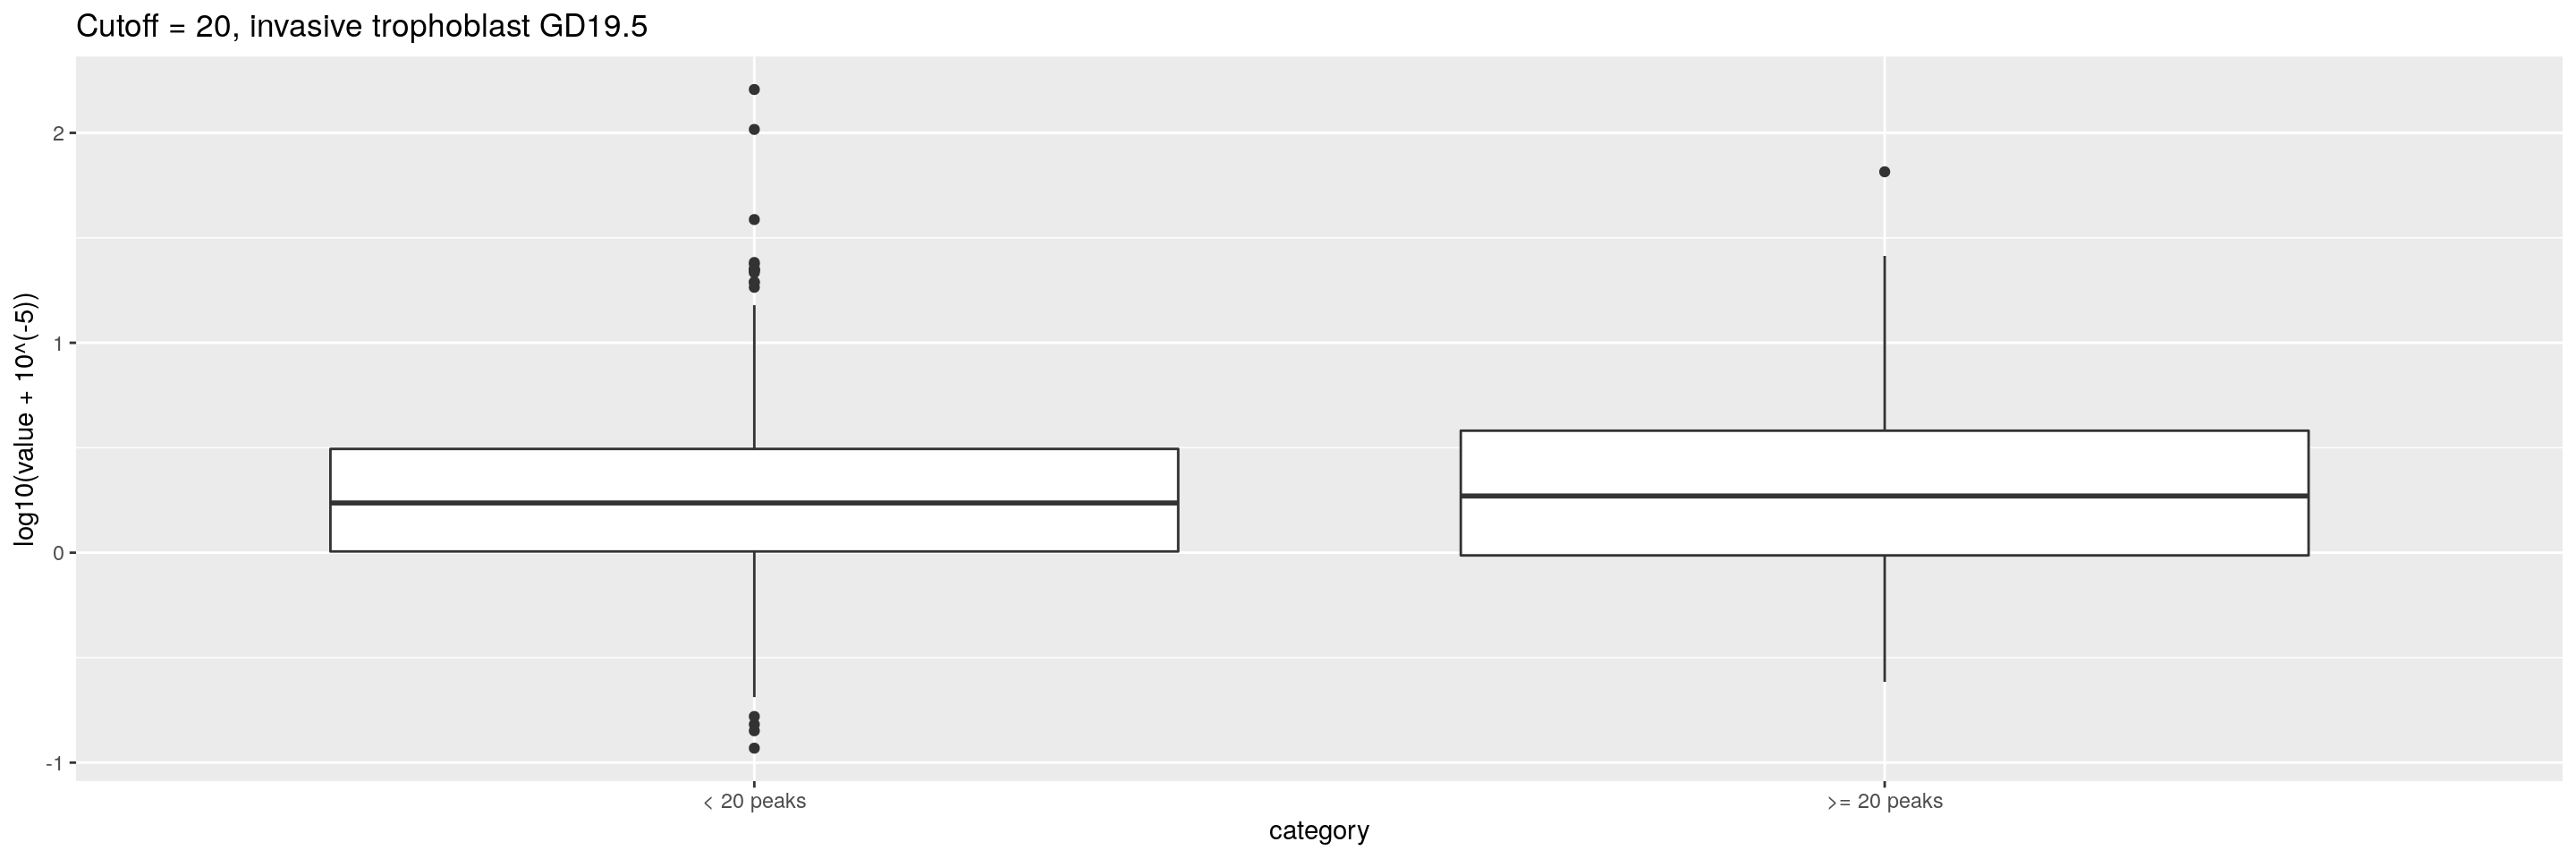 Cutoff = 20, invasive trophoblast GD19.5
log10(value + 10^(-5))
2
1
0
-1
< 20 peaks
>= 20 peaks
category